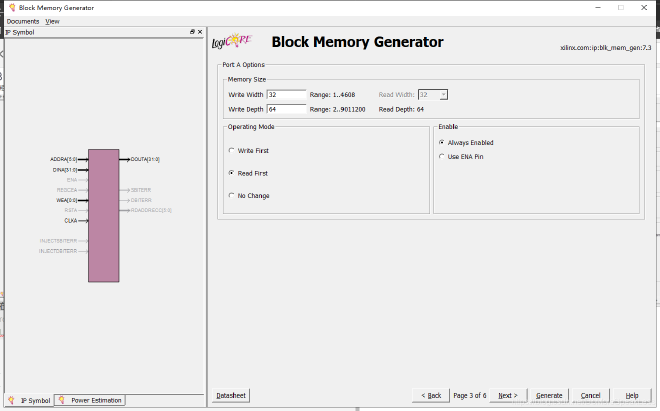 Block Memory Generator
Documents View
IP Symbol
LogiCORE
Block Memory Generator
xilinx.com:ip:blk_mem_gen:7.3
Port A Options
Memory Size
Write Width 32 Range: 1..4608 Read Width: 32
Write Depth 64 Range: 2..9011200 Read Depth: 64
Operating Mode
Write First
Read First
No Change
Enable
Always Enabled
Use ENA Pin
ADDRA[5:0]
DINA[31:0]
ENA
REGCEA
WEA[0:0]
RSTA
CLKA
INJECTSBITERR
INJECTDBITERR
DOUTA[31:0]
SBITERR
DBITERR
RDADDRECC[5:0]
IP Symbol Power Estimation
Datasheet
< Back Page 3 of 6 Next > Generate Cancel Help